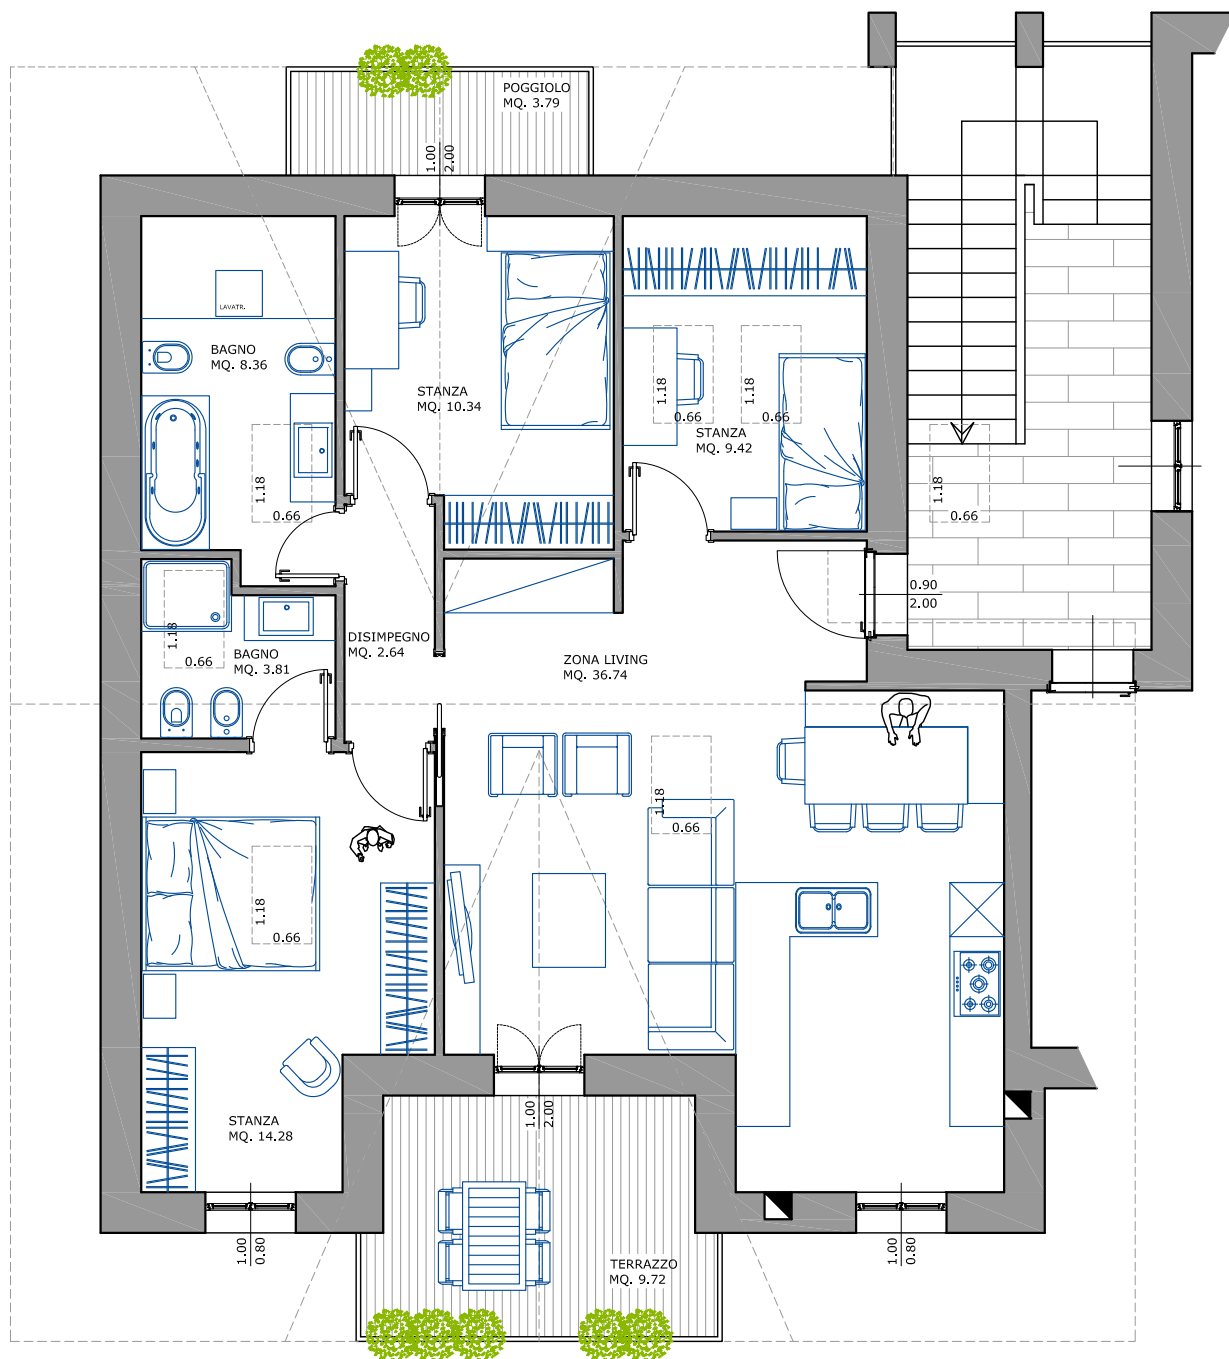 POGGIOLO
MQ. 3.79
1.00
2.00
LAVATR.
BAGNO
MQ. 8.36
STANZA
MQ. 10.34
1.18
0.66
1.18
0.66
STANZA
MQ. 9.42
1.18
0.66
1.18
0.66
0.90
2.00
1.18
0.66
BAGNO
MQ. 3.81
DISIMPEGNO
MQ. 2.64
ZONA LIVING
MQ. 36.74
1.18
0.66
1.18
0.66
STANZA
MQ. 14.28
1.00
2.00
1.00
0.80
1.00
0.80
TERRAZZO
MQ. 9.72